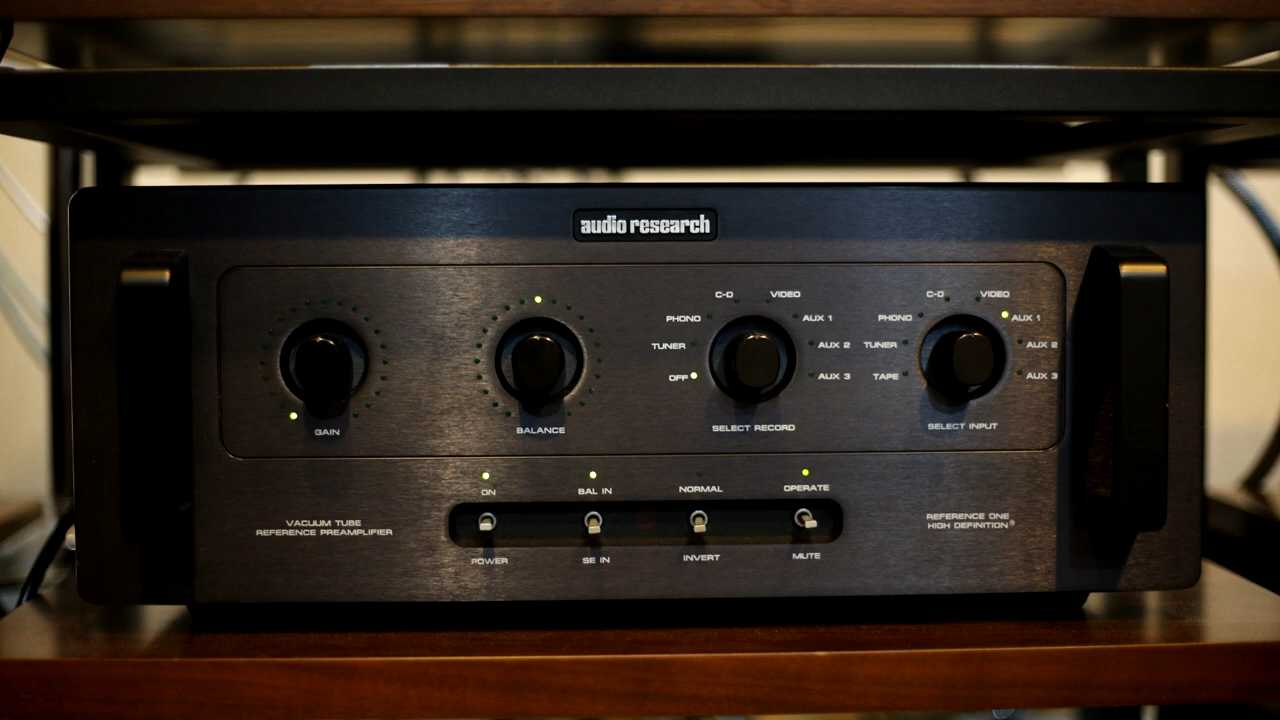 audio research
C-D VIDEO
PHONO AUX 1
TUNER AUX 2
OFF AUX 3
SELECT RECORD
C-D VIDEO
PHONO AUX 1
TUNER AUX 2
TAPE AUX 3
SELECT INPUT
GAIN
BALANCE
ON
BAL IN
NORMAL
OPERATE
VACUUM TUBE
REFERENCE PREAMPLIFIER
REFERENCE ONE
HIGH DEFINITION®
POWER
SE IN
INVERT
MUTE